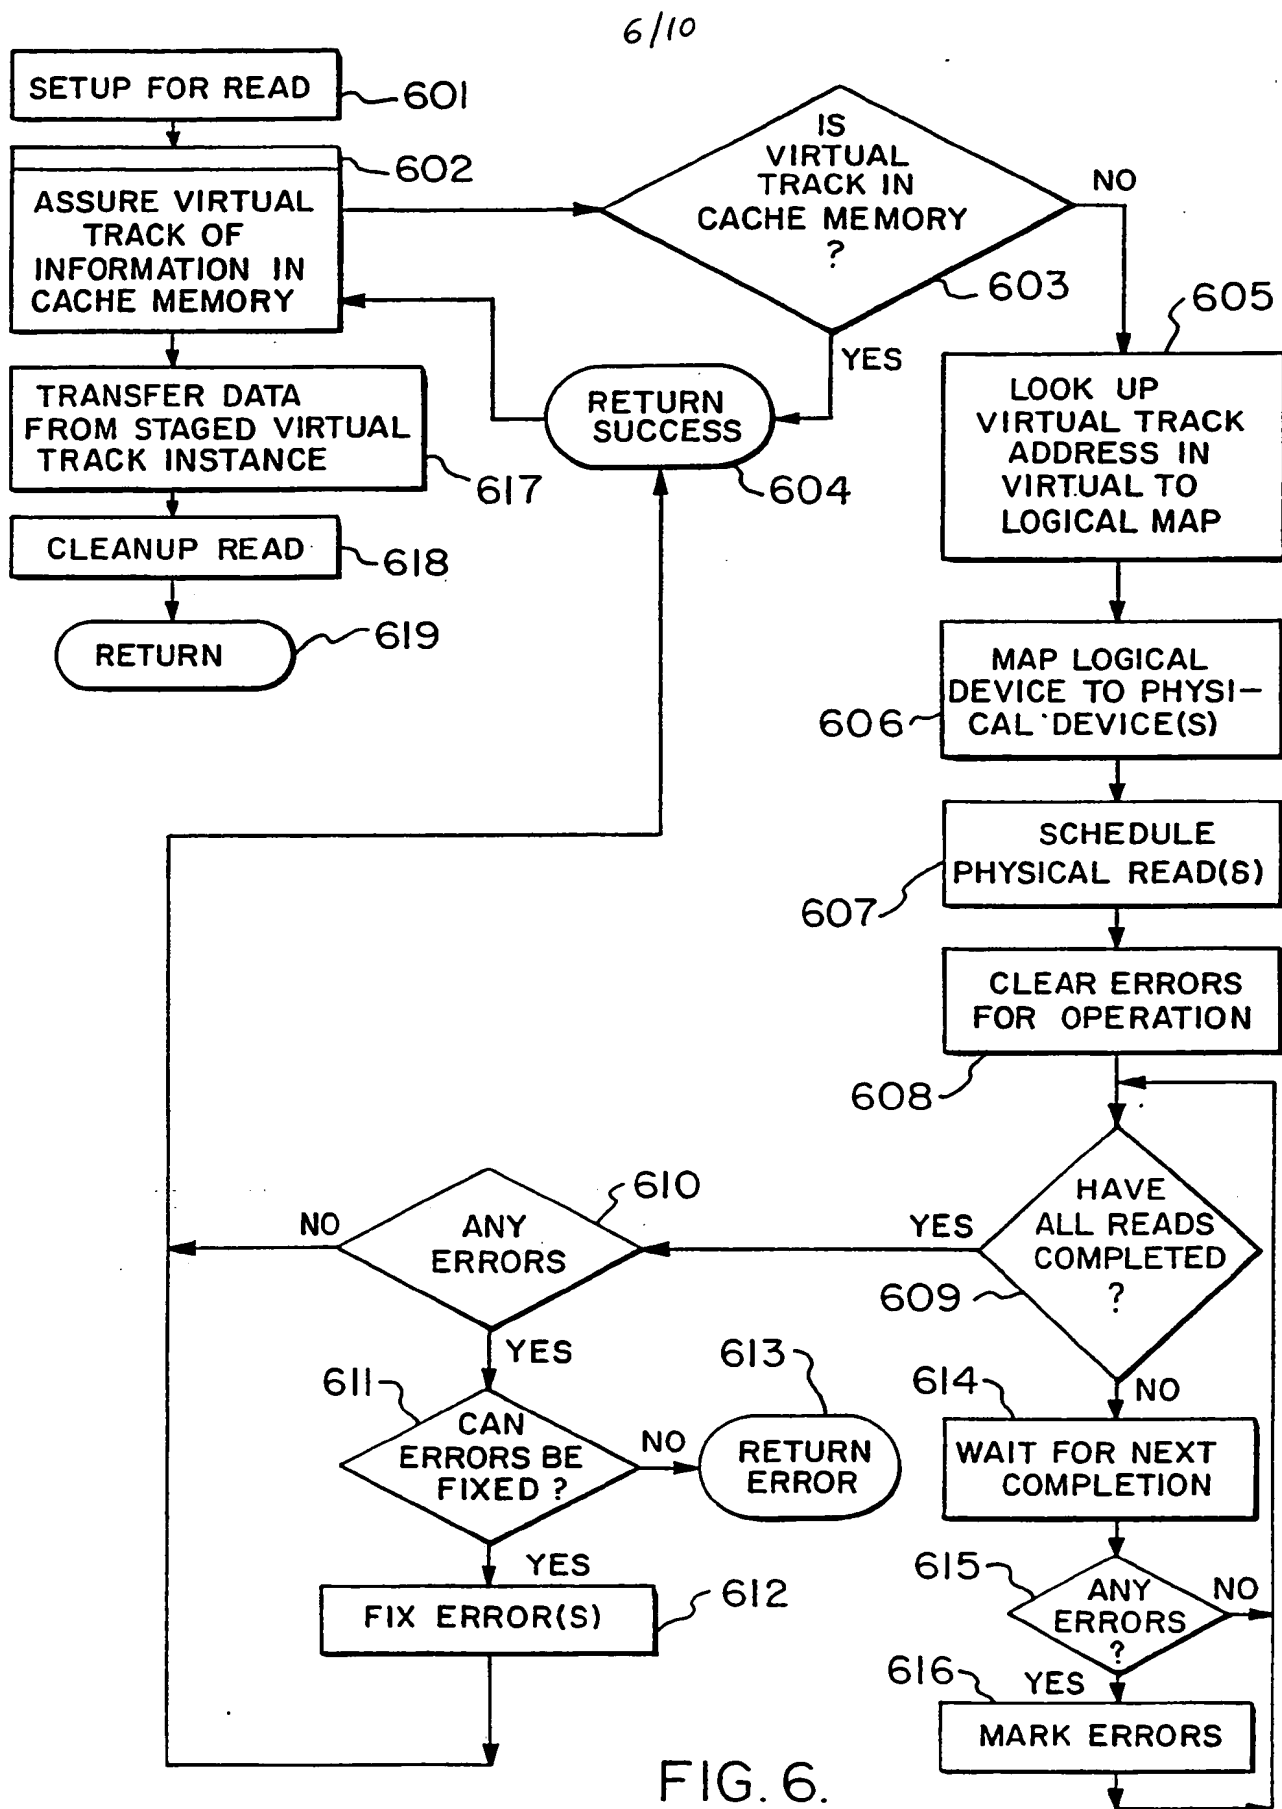 6/10
SETUP FOR READ
601
602
ASSURE VIRTUAL
TRACK OF
INFORMATION IN
CACHE MEMORY
TRANSFER DATA
FROM STAGED VIRTUAL
TRACK INSTANCE
617
CLEANUP READ
618
RETURN
619
IS
VIRTUAL
TRACK IN
CACHE MEMORY
?
603
NO
YES
RETURN
SUCCESS
604
605
LOOK UP
VIRTUAL TRACK
ADDRESS IN
VIRTUAL TO
LOGICAL MAP
MAP LOGICAL
DEVICE TO PHYSI-
CAL DEVICE(S)
606
SCHEDULE
PHYSICAL READ(S)
607
CLEAR ERRORS
FOR OPERATION
608
HAVE
ALL READS
COMPLETED
?
609
YES
NO
610
ANY
ERRORS
NO
YES
611
CAN
ERRORS BE
FIXED ?
NO
613
RETURN
ERROR
YES
FIX ERROR(S)
612
614
WAIT FOR NEXT
COMPLETION
615
ANY
ERRORS
?
NO
YES
616
MARK ERRORS
FIG. 6.